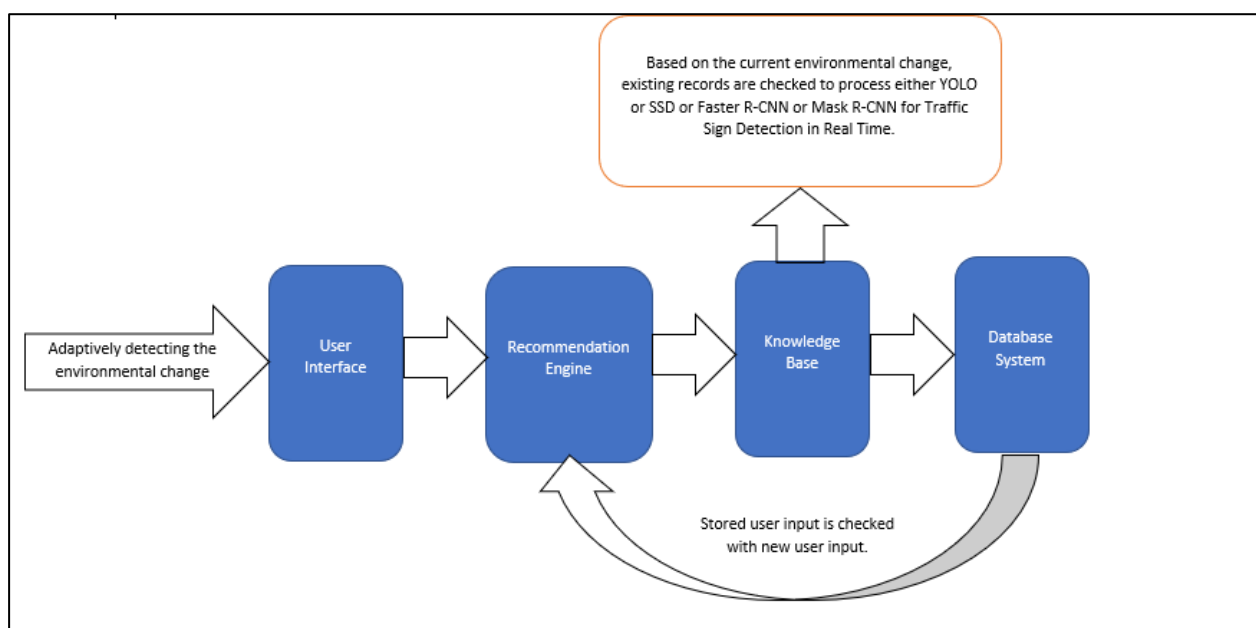 Based on the current environmental change,
existing records are checked to process either YOLO
or SSD or Faster R-CNN or Mask R-CNN for Traffic
Sign Detection in Real Time.
Adaptively detecting the
environmental change
User
Interface
Recommendation
Engine
Knowledge
Base
Database
System
Stored user input is checked
with new user input.